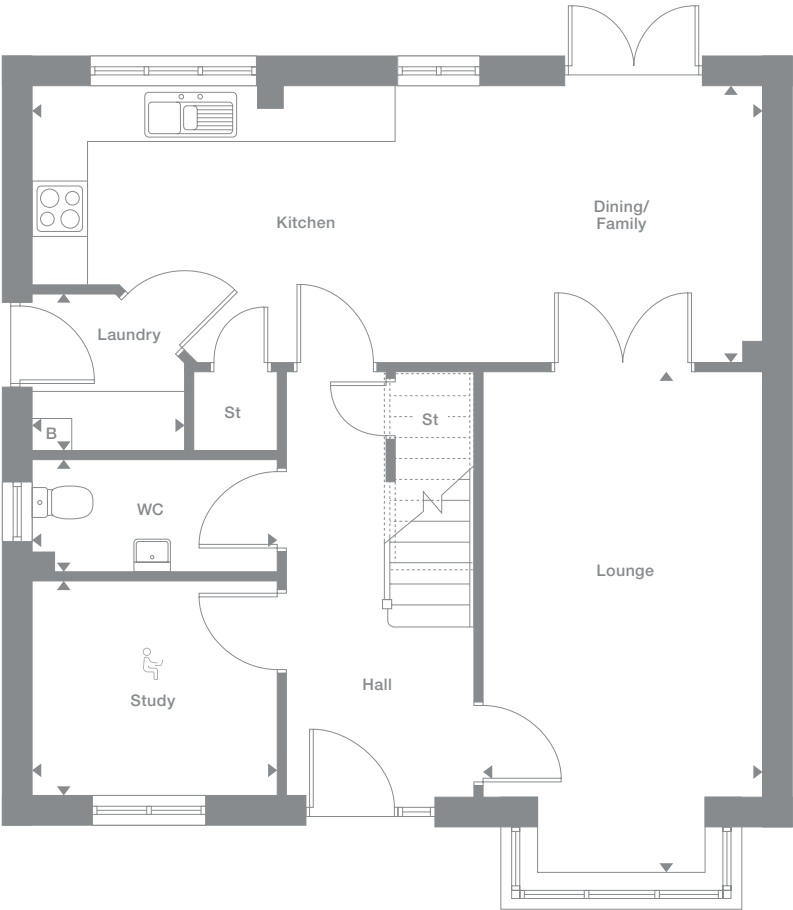 Kitchen
Dining/
Family
Laundry
St
St
B
WC
Lounge
Study
Hall